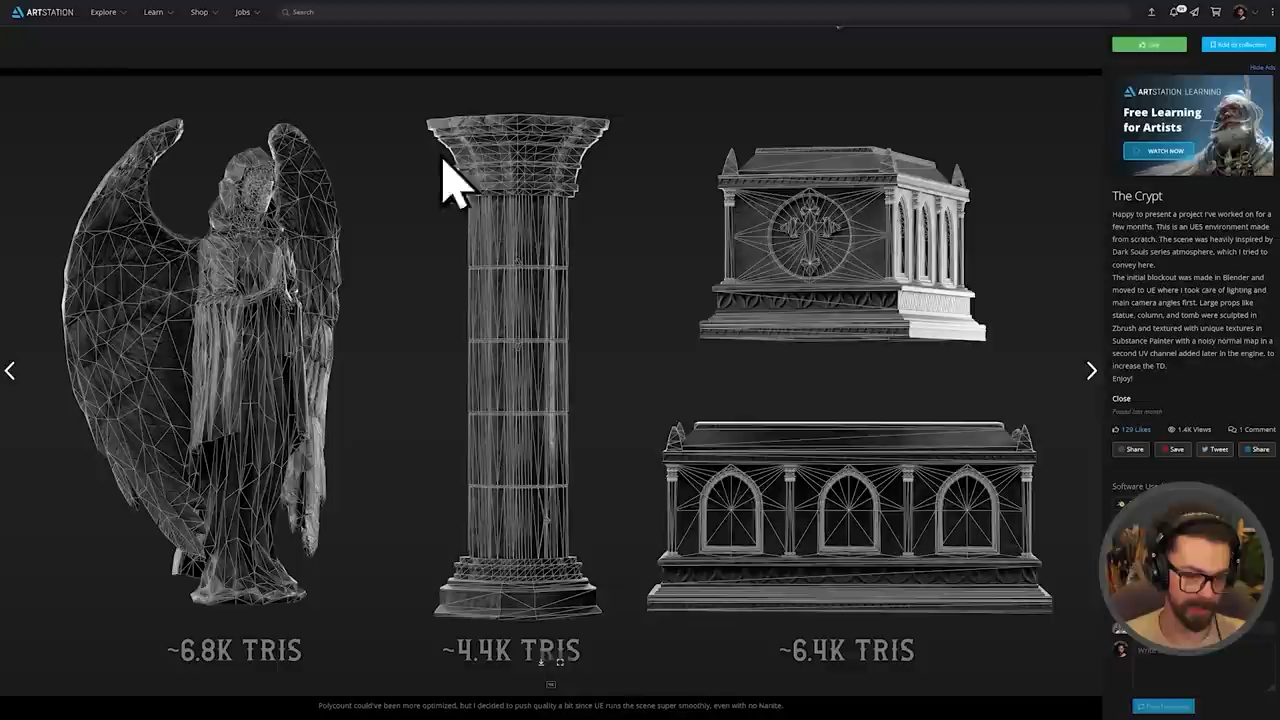 ARTSTATION
Explore
Learn
Shop
Jobs
Search
Add to collection
Hide Ads
ARTSTATION LEARNING
Free Learning
for Artists
WATCH NOW
The Crypt
Happy to present a project I've worked on for a
few months. This is an UE5 environment made
from scratch. The scene was heavily inspired by
Dark Souls series atmosphere, which I tried to
convey here.
The initial blockout was made in Blender and
moved to UE where I took care of lighting and
main camera angles first. Large props like
statue, column, and tomb were sculpted in
Zbrush and textured with unique textures in
Substance Painter with a noisy normal map in a
second UV channel added later in the engine, to
increase the TD.
Enjoy!
Close
Posted last month
129 Likes
1.4K Views
1 Comment
Share
Save
Tweet
Share
Software
~6.8K TRIS
~4.4K TRIS
~6.4K TRIS
Polycount could've been more optimized, but I decided to push quality a bit since UE runs the scene super smoothly, even with no Nanite.